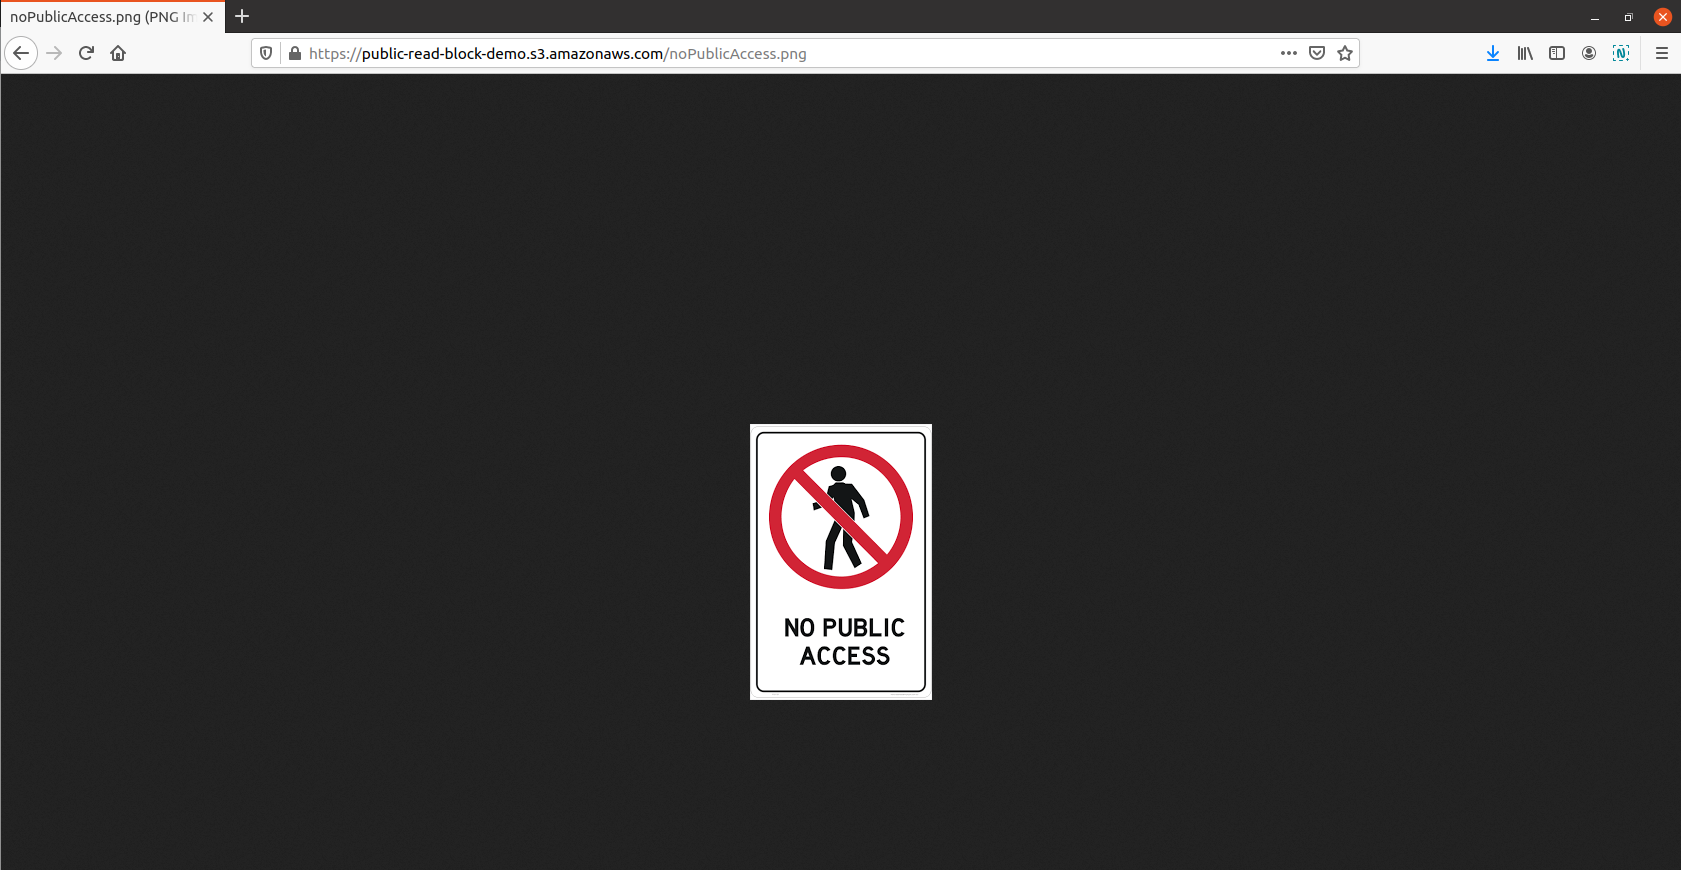 noPublicAccess.png (PNG Im
https://public-read-block-demo.s3.amazonaws.com/noPublicAccess.png
NO PUBLIC
ACCESS